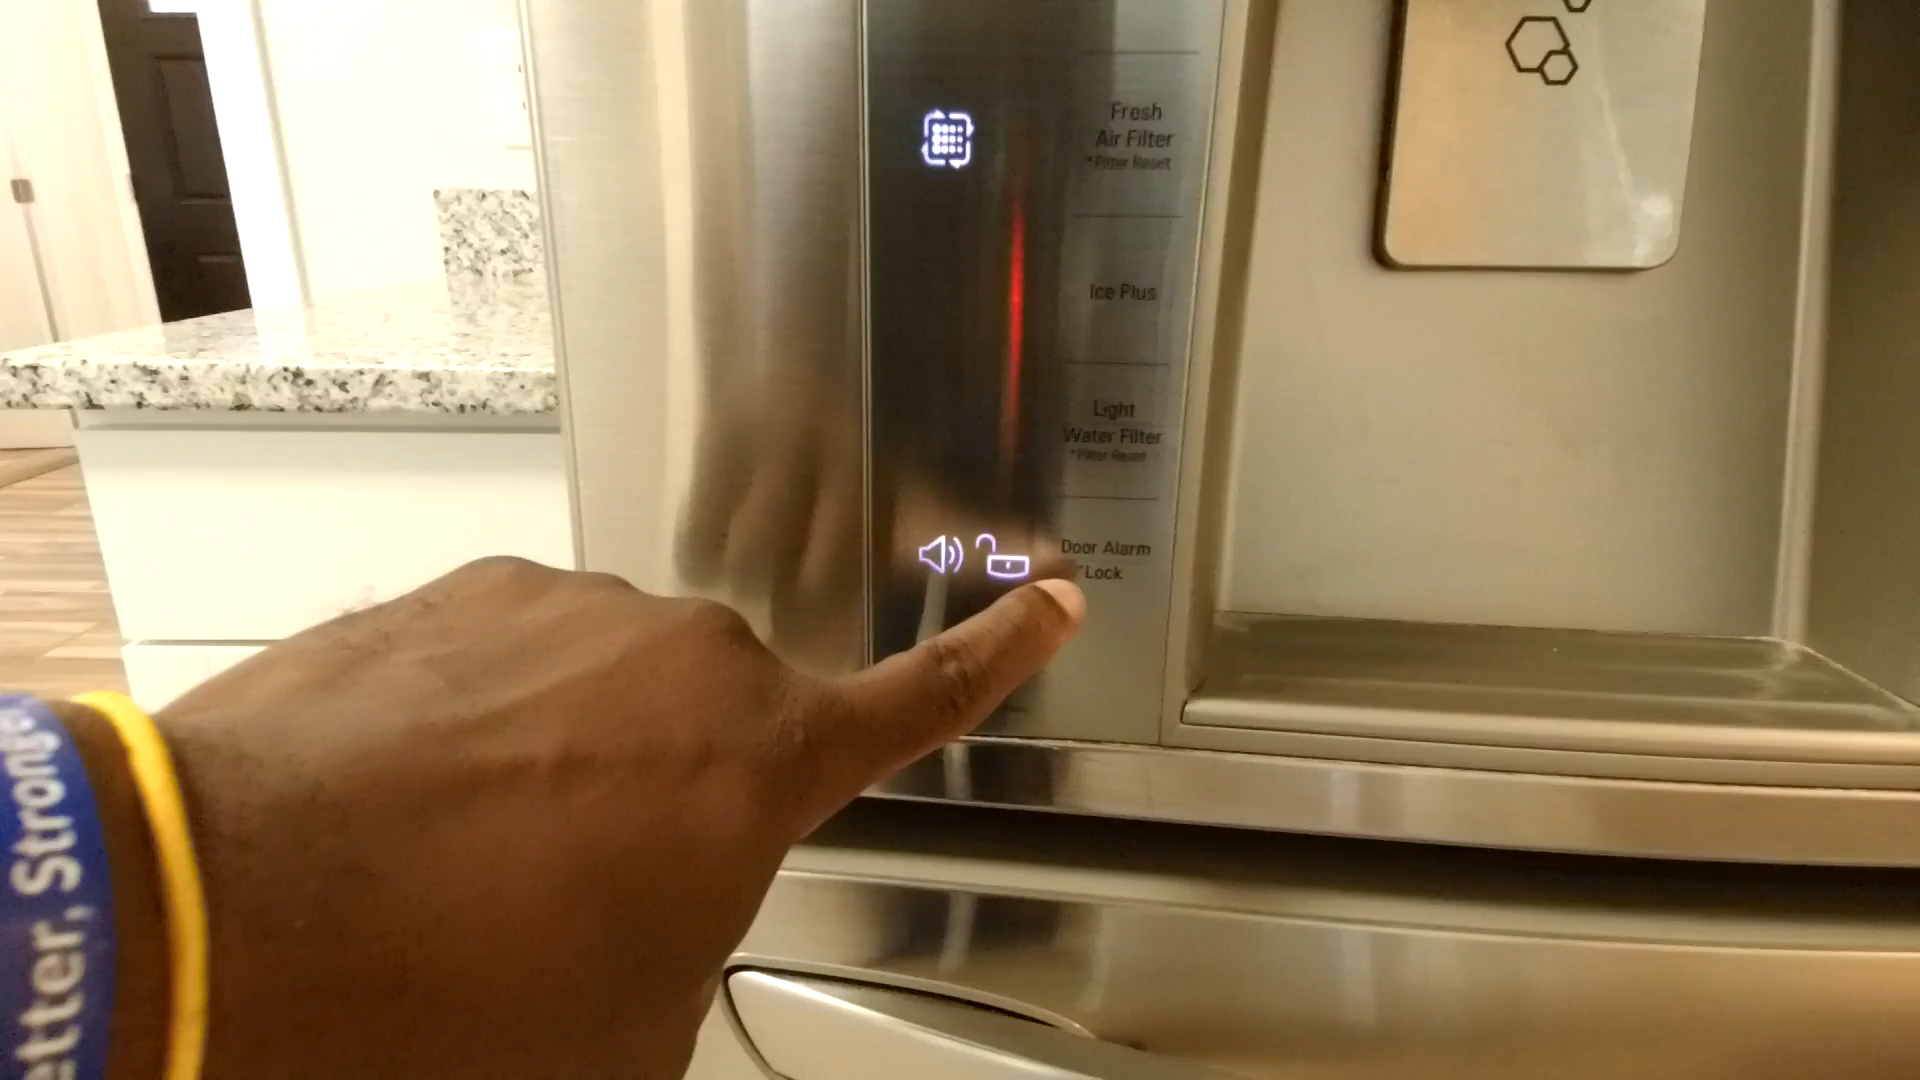 Fresh
Air Filter
*Filter Reset
Ice Plus
Light
Water Filter
*Filter Reset
Door Alarm
*Lock
etter, Stronge